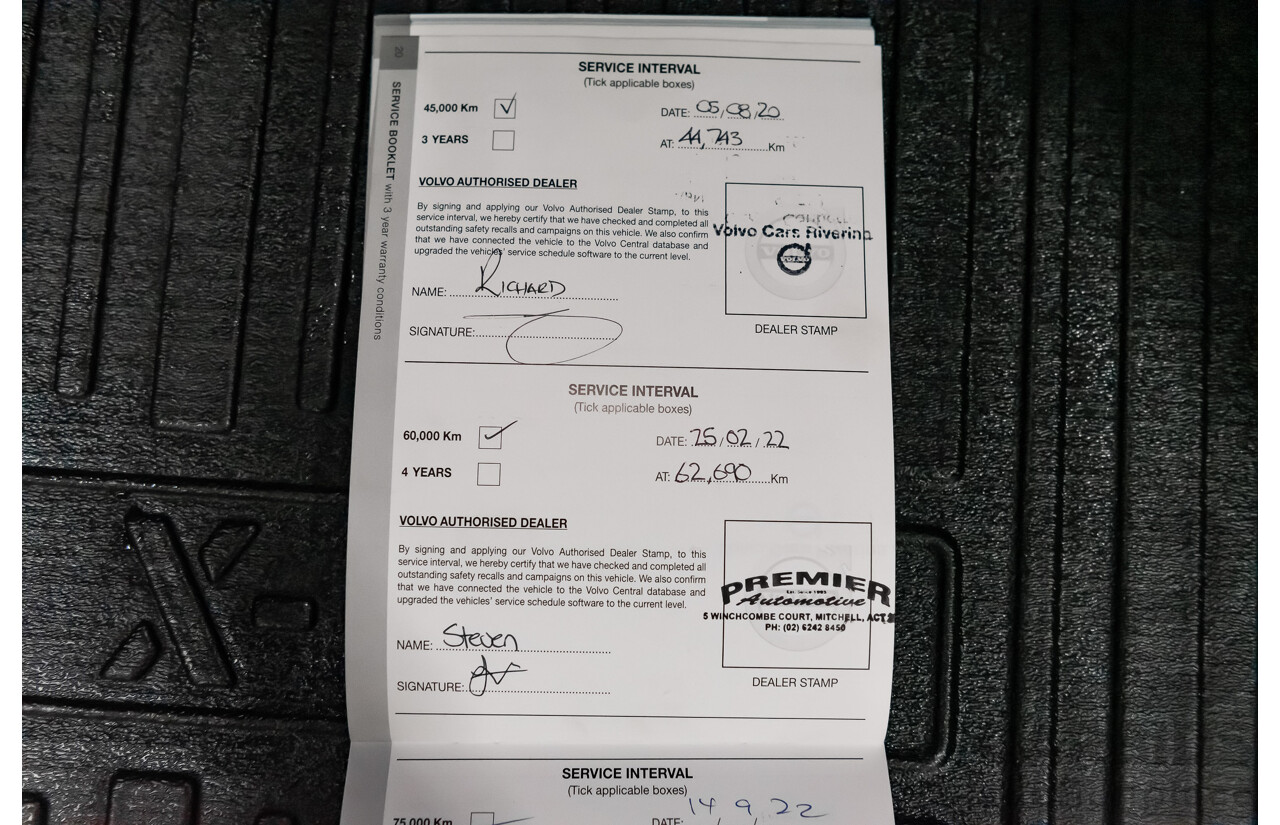 20
SERVICE BOOKLET with 3 year warranty conditions
SERVICE INTERVAL
(Tick applicable boxes)
45,000 Km
DATE: 05/08/20
3 YEARS
AT: 44,743 Km
VOLVO AUTHORISED DEALER
By signing and applying our Volvo Authorised Dealer Stamp, to this
service interval, we hereby certify that we have checked and completed all
outstanding safety recalls and campaigns on this vehicle. We also confirm
that we have connected the vehicle to the Volvo Central database and
upgraded the vehicles' service schedule software to the current level.
Volvo Cars Riverina
VOLVO
NAME: RICHARD
SIGNATURE:
DEALER STAMP
SERVICE INTERVAL
(Tick applicable boxes)
60,000 Km
DATE: 25/02/22
4 YEARS
AT: 62,690 Km
VOLVO AUTHORISED DEALER
By signing and applying our Volvo Authorised Dealer Stamp, to this
service interval, we hereby certify that we have checked and completed all
outstanding safety recalls and campaigns on this vehicle. We also confirm
that we have connected the vehicle to the Volvo Central database and
upgraded the vehicles' service schedule software to the current level.
PREMIER
Automotive
5 WINCHCOMBE COURT, MITCHELL, ACT
PH: (02) 6242 8450
NAME: Steven
SIGNATURE:
DEALER STAMP
SERVICE INTERVAL
(Tick applicable boxes)
75,000 Km
DATE: 14/9/22